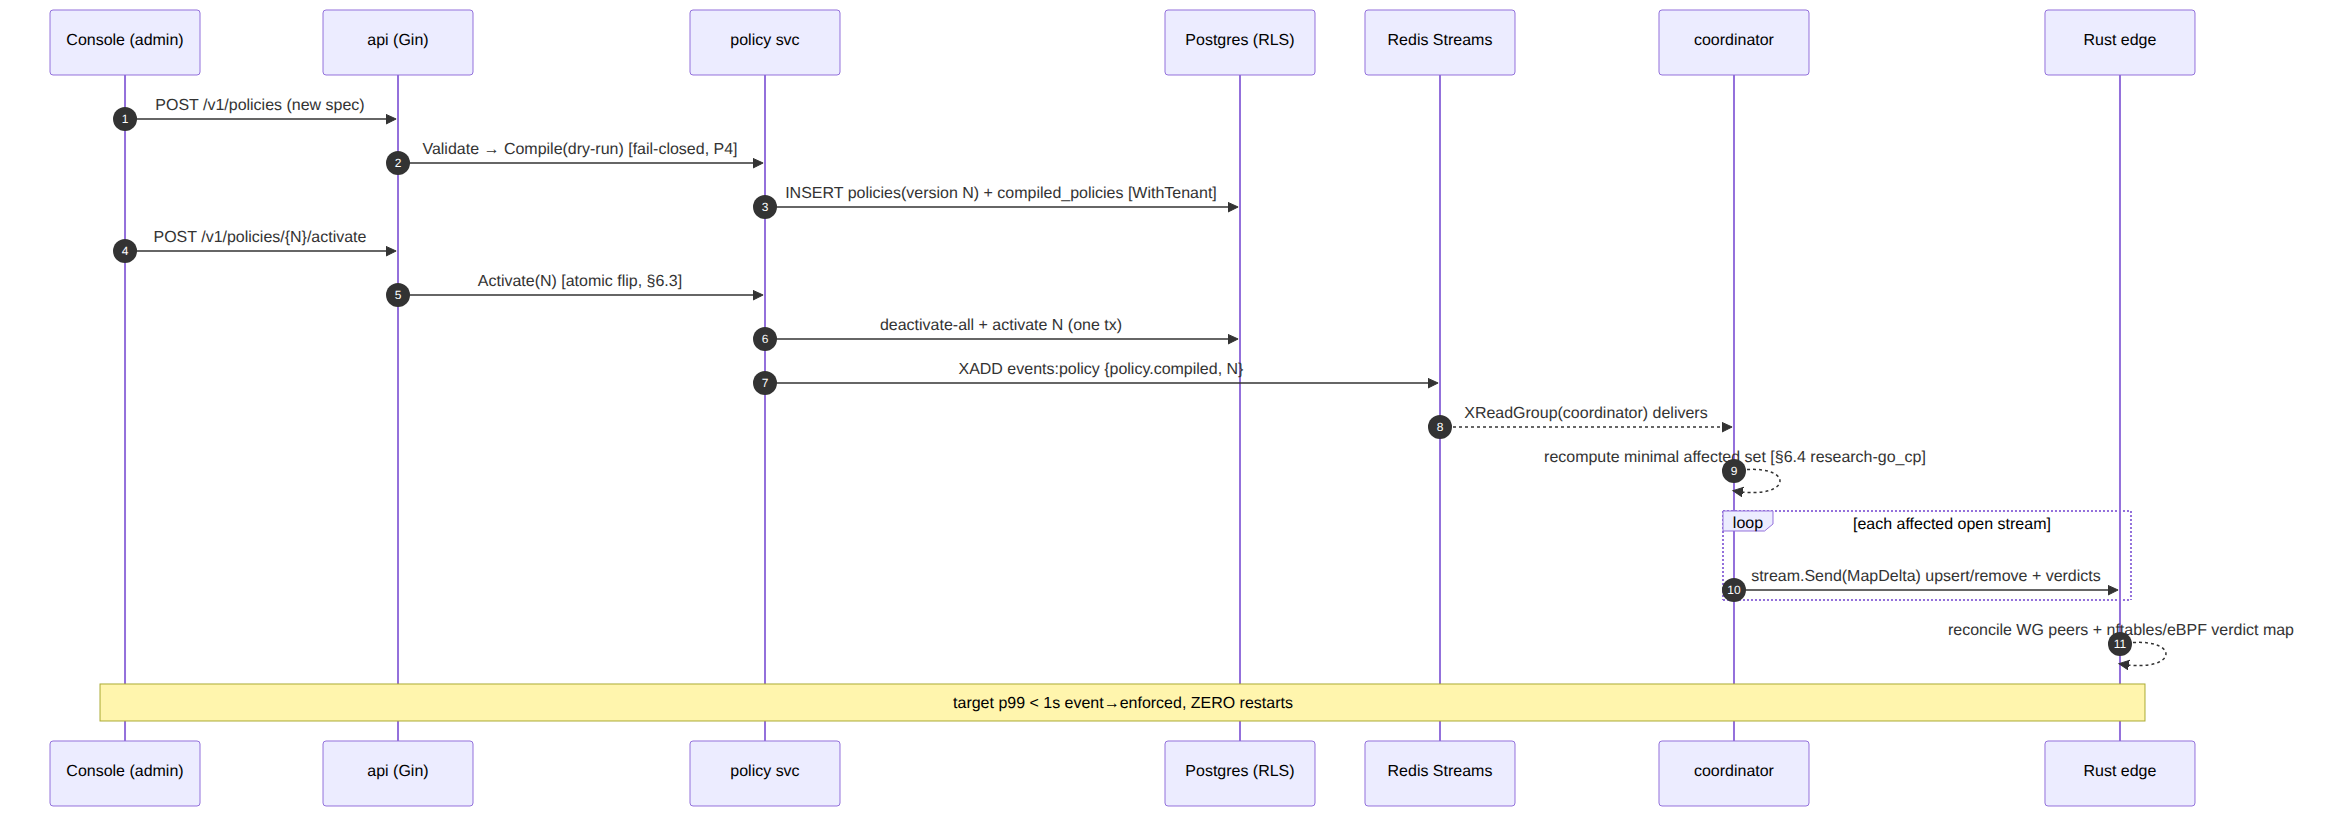 Console (admin)
api (Gin)
policy svc
Postgres (RLS)
Redis Streams
coordinator
Rust edge
POST /v1/policies (new spec)
1
Validate → Compile(dry-run) [fail-closed, P4]
2
INSERT policies(version N) + compiled_policies [WithTenant]
3
POST /v1/policies/{N}/activate
4
Activate(N) [atomic flip, §6.3]
5
deactivate-all + activate N (one tx)
6
XADD events:policy {policy.compiled, N}
7
XReadGroup(coordinator) delivers
8
recompute minimal affected set [§6.4 research-go_cp]
9
loop
[each affected open stream]
stream.Send(MapDelta) upsert/remove + verdicts
10
reconcile WG peers + nftables/eBPF verdict map
11
target p99 < 1s event→enforced, ZERO restarts
Console (admin)
api (Gin)
policy svc
Postgres (RLS)
Redis Streams
coordinator
Rust edge